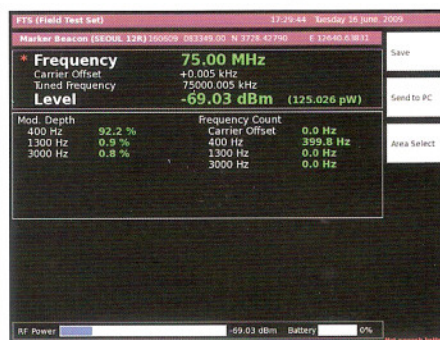 FTS (Field Test Set) 17:29:44 Tuesday 16 June, 2009
Marker Beacon (SEOUL 12R) 160609 083349.00 N 3728.42790 E 12640.63831
* Frequency 75.00 MHz
Carrier Offset +0.005 kHz
Tuned Frequency 75000.005 kHz
Level -69.03 dBm (125.026 pW)
Mod. Depth Frequency Count
400 Hz 92.2 % Carrier Offset 0.0 Hz
1300 Hz 0.9 % 400 Hz 399.8 Hz
3000 Hz 0.8 % 1300 Hz 0.0 Hz
3000 Hz 0.0 Hz
Save
Send to PC
Area Select
RF Power -69.03 dBm Battery 0%